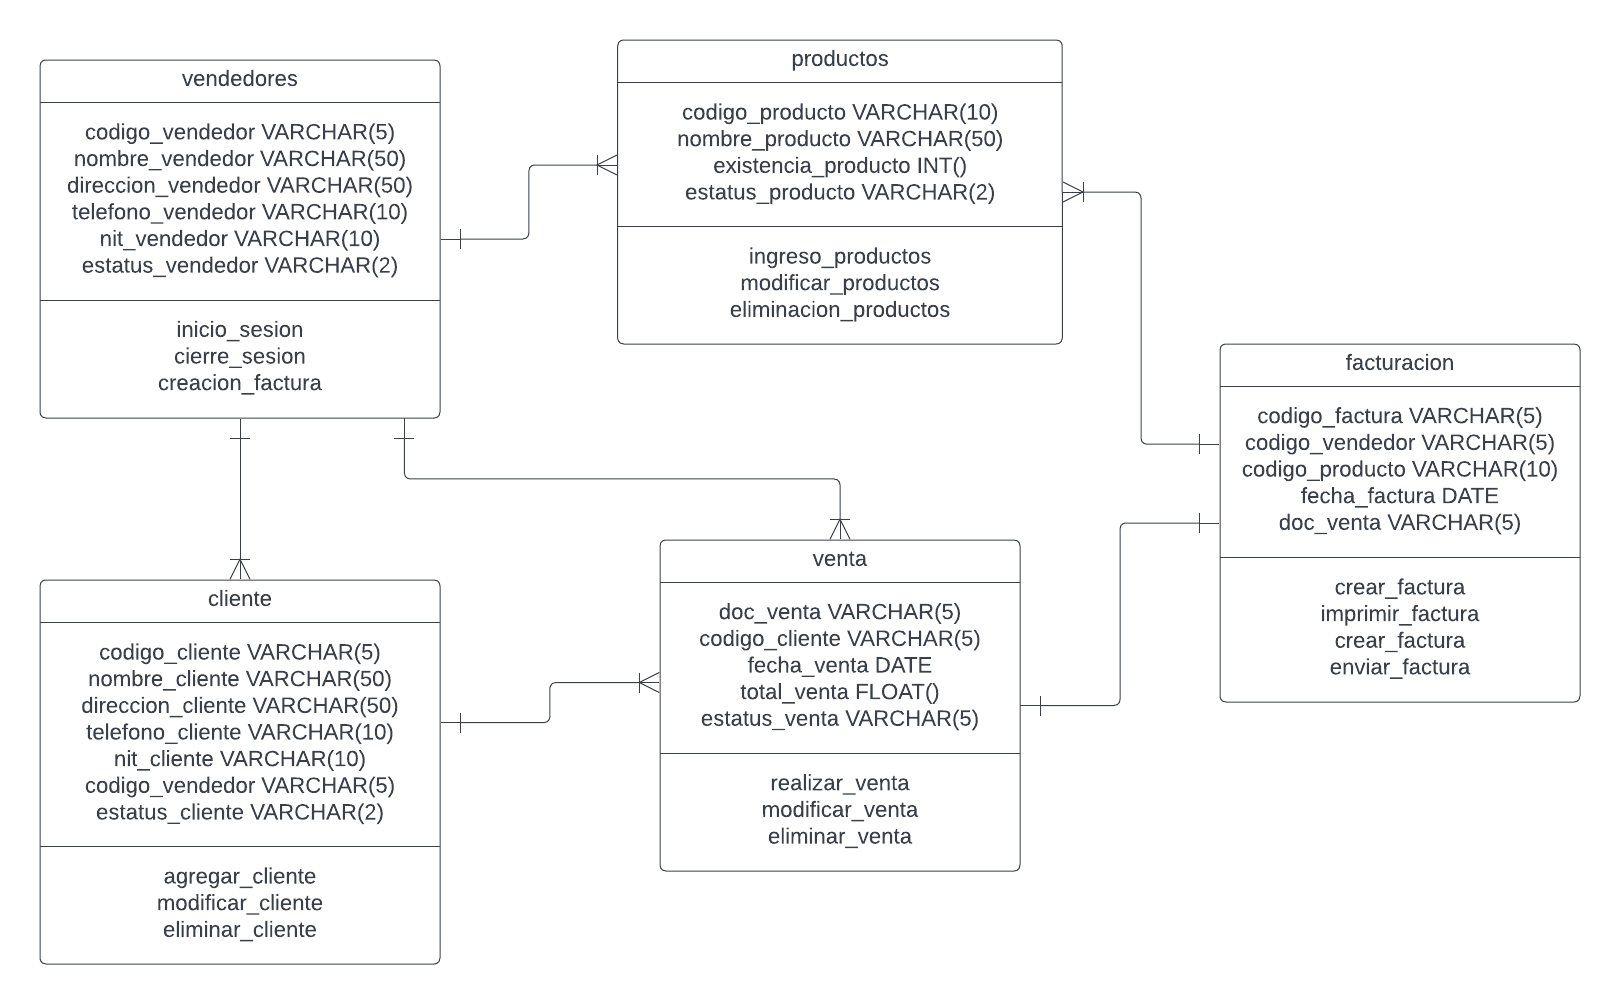 vendedores
codigo_vendedor VARCHAR(5)
nombre_vendedor VARCHAR(50)
direccion_vendedor VARCHAR(50)
telefono_vendedor VARCHAR(10)
nit_vendedor VARCHAR(10)
estatus_vendedor VARCHAR(2)
inicio_sesion
cierre_sesion
creacion_factura
productos
codigo_producto VARCHAR(10)
nombre_producto VARCHAR(50)
existencia_producto INT()
estatus_producto VARCHAR(2)
ingreso_productos
modificar_productos
eliminacion_productos
facturacion
codigo_factura VARCHAR(5)
codigo_vendedor VARCHAR(5)
codigo_producto VARCHAR(10)
fecha_factura DATE
doc_venta VARCHAR(5)
crear_factura
imprimir_factura
crear_factura
enviar_factura
cliente
codigo_cliente VARCHAR(5)
nombre_cliente VARCHAR(50)
direccion_cliente VARCHAR(50)
telefono_cliente VARCHAR(10)
nit_cliente VARCHAR(10)
codigo_vendedor VARCHAR(5)
estatus_cliente VARCHAR(2)
agregar_cliente
modificar_cliente
eliminar_cliente
venta
doc_venta VARCHAR(5)
codigo_cliente VARCHAR(5)
fecha_venta DATE
total_venta FLOAT()
estatus_venta VARCHAR(5)
realizar_venta
modificar_venta
eliminar_venta